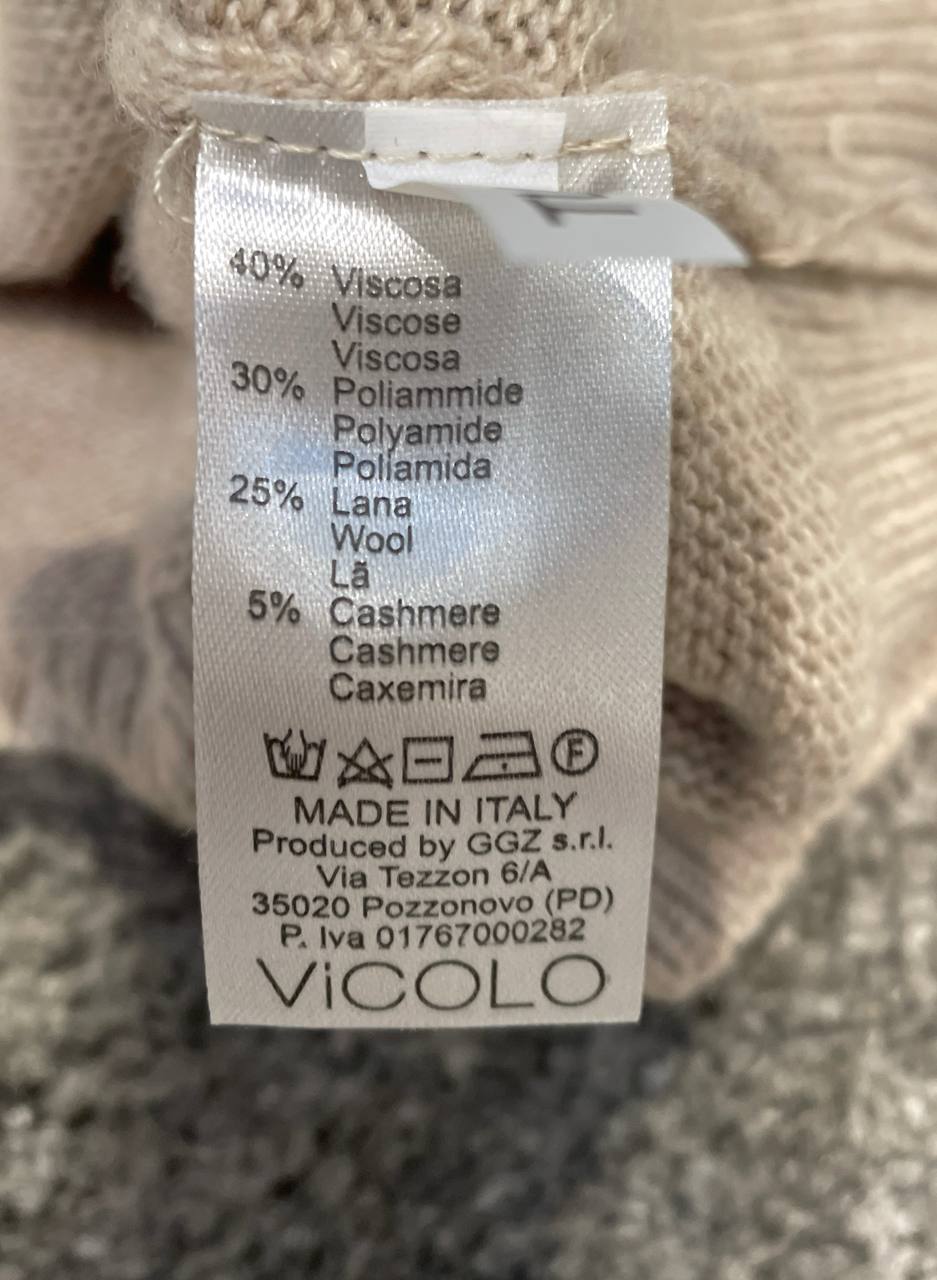 40% Viscosa
Viscose
Viscosa
30% Poliammide
Polyamide
Poliamida
25% Lana
Wool
Lã
5% Cashmere
Cashmere
Caxemira
F
MADE IN ITALY
Produced by GGZ s.r.l.
Via Tezzon 6/A
35020 Pozzonovo (PD)
P. Iva 01767000282
ViCOLO